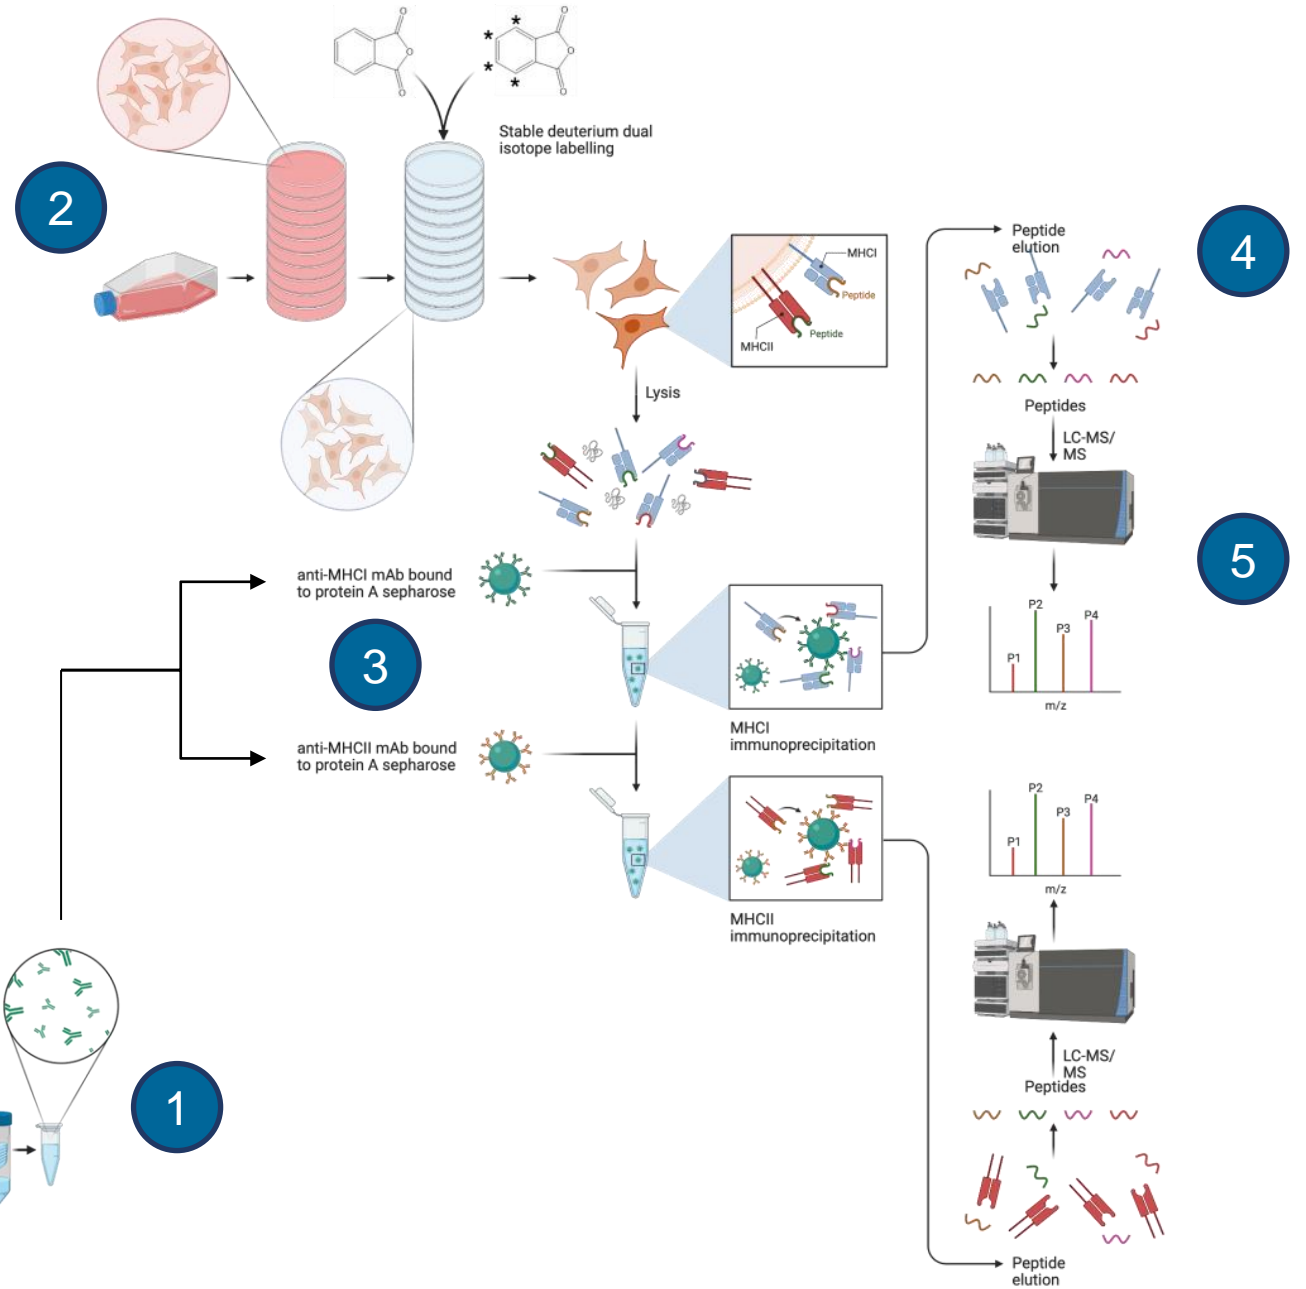 2
* * * *
O
O
O
O
O
O
Stable deuterium dual
isotope labelling
MHCI
Peptide
MHCII
Peptide
Lysis
anti-MHCI mAb bound
to protein A sepharose
3
anti-MHCII mAb bound
to protein A sepharose
MHCI
immunoprecipitation
MHCII
immunoprecipitation
1
Peptide
elution
4
Peptides
LC-MS/
MS
5
P1
P2
P3
P4
m/z
P1
P2
P3
P4
m/z
LC-MS/
MS
Peptides
Peptide
elution